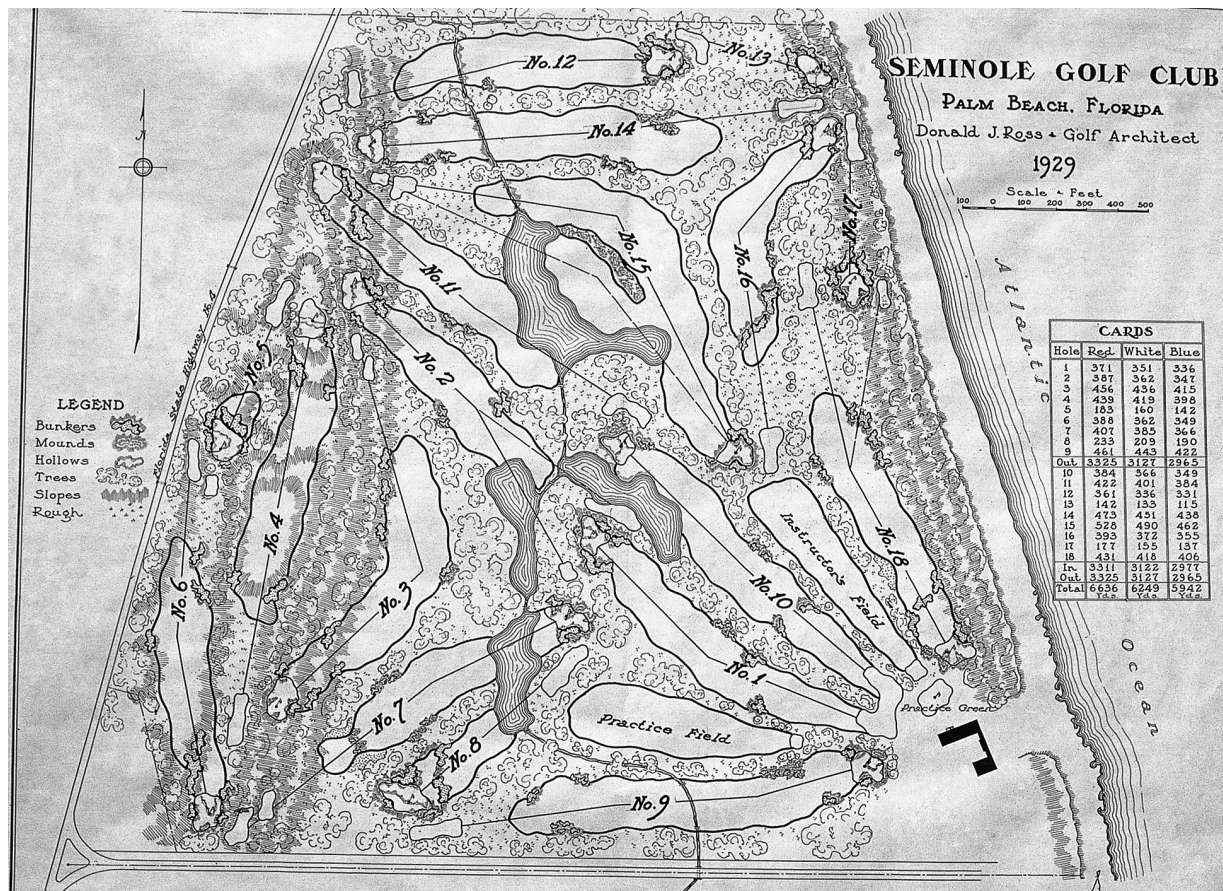 SEMINOLE GOLF CLUB
PALM BEACH, FLORIDA
Donald J. Ross • Golf Architect
1929
Scale • Feet
100 0 100 200 300 400 500
N
No. 12
No. 13
No. 14
No. 15
No. 16
No. 17
No. 11
No. 2
No. 5
No. 4
No. 3
No. 6
No. 7
No. 8
No. 9
No. 1
No. 10
No. 18
Instructor's
Field
Practice Field
Practice Green
Florida State Highway No. 4
Atlantic
Ocean
LEGEND
Bunkers
Mounds
Hollows
Trees
Slopes
Rough
CARDS
Hole Red White Blue
1 371 351 336
2 387 362 347
3 456 436 415
4 439 419 398
5 183 160 142
6 388 362 349
7 407 385 366
8 233 209 190
9 461 443 422
Out 3325 3127 2965
10 384 366 349
11 422 401 384
12 361 336 331
13 142 133 115
14 473 451 438
15 528 490 462
16 393 372 355
17 177 155 137
18 431 418 406
In 3311 3122 2977
Out 3325 3127 2965
Total 6636 6249 5942
Yds. Yds. Yds.